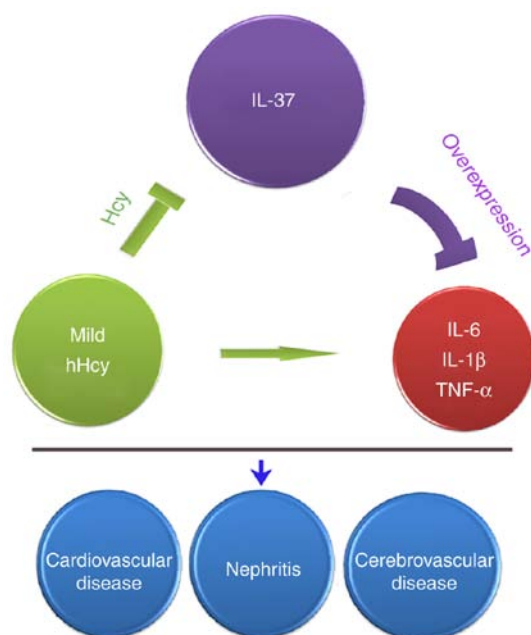 IL-37
Hcy
Overexpression
Mild
hHcy
IL-6
IL-1β
TNF-α
Cardiovascular
disease
Nephritis
Cerebrovascular
disease